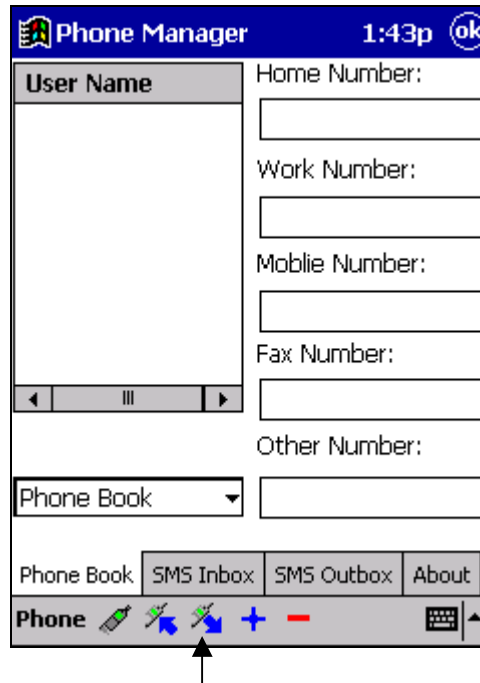 Phone Manager 1:43p ok
User Name
Home Number:
Work Number:
Moblie Number:
Fax Number:
Other Number:
Phone Book
Phone Book SMS Inbox SMS Outbox About
Phone